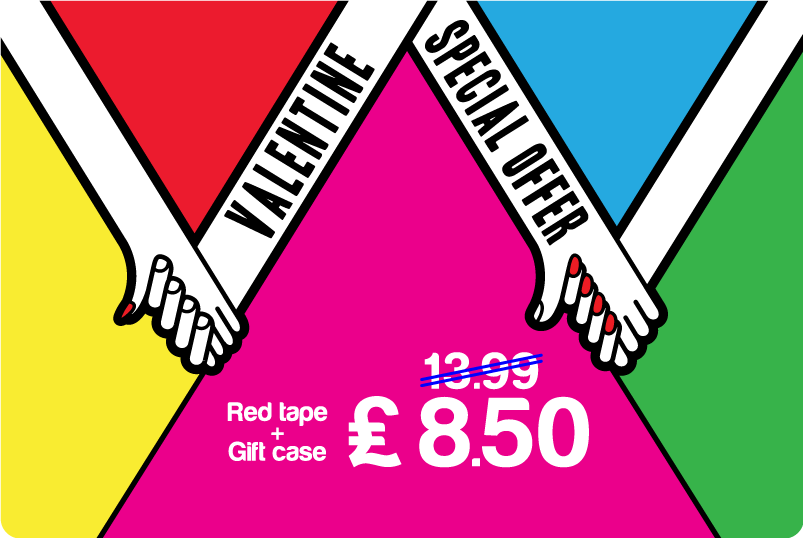 VALENTINE
SPECIAL OFFER
13.99
Red tape
+
Gift case
£8.50